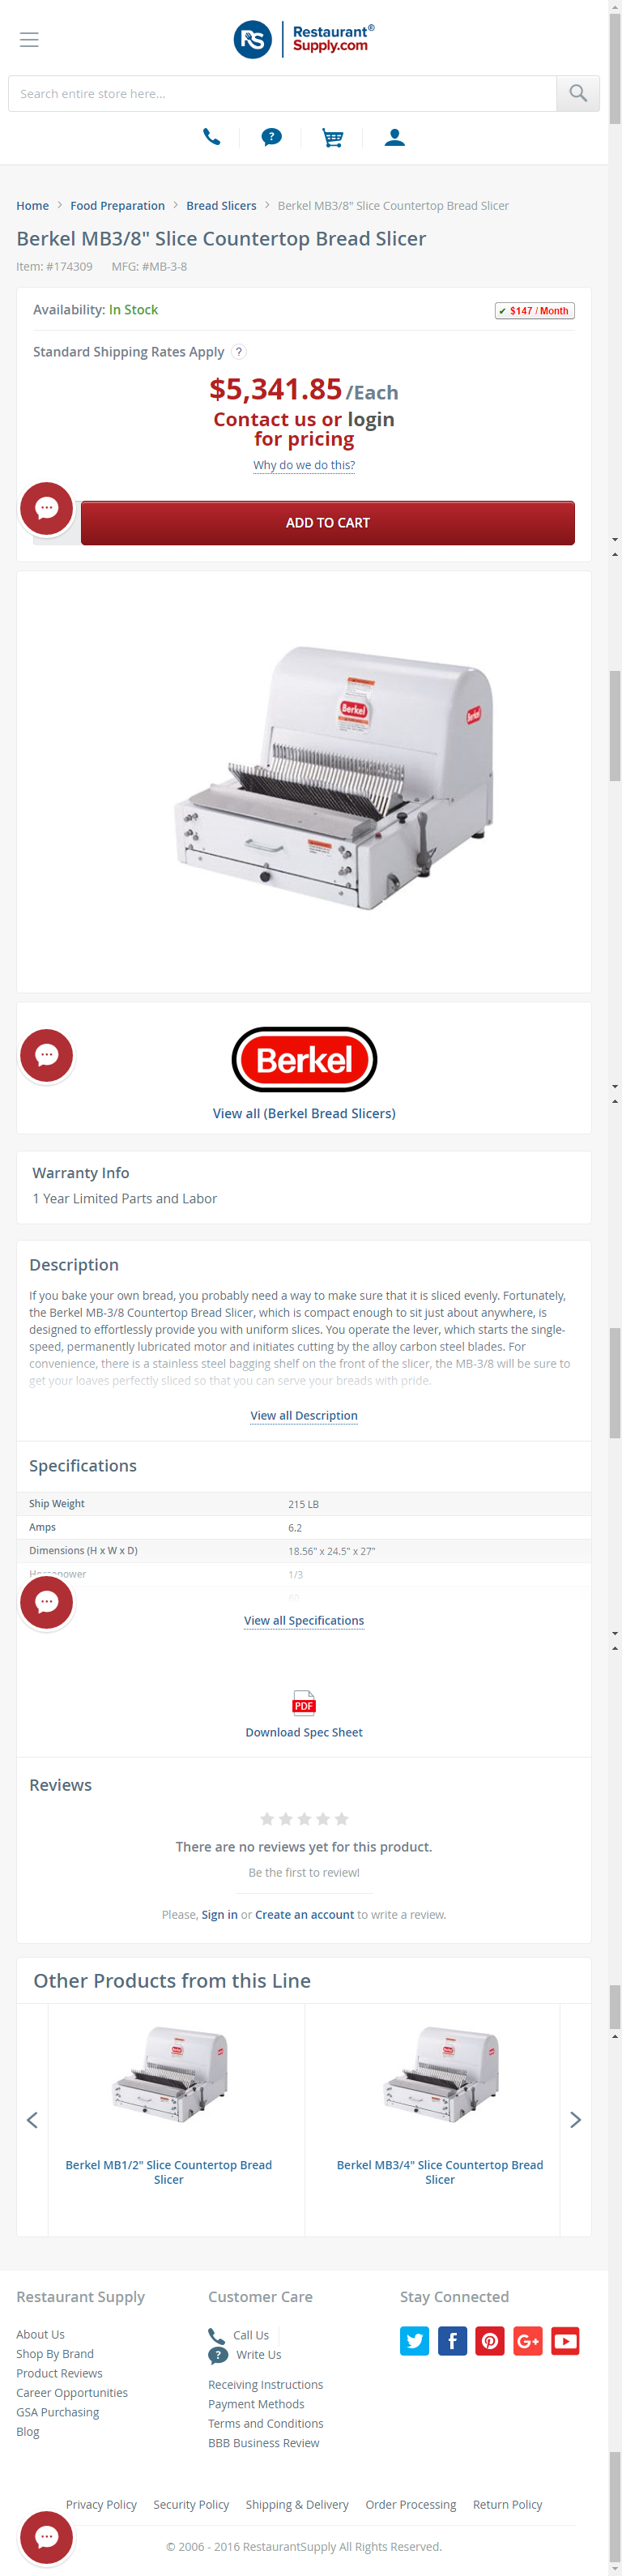 Restaurant®
Supply.com
Search entire store here...
Home > Food Preparation > Bread Slicers > Berkel MB3/8" Slice Countertop Bread Slicer
Berkel MB3/8" Slice Countertop Bread Slicer
Item: #174309 MFG: #MB-3-8
Availability: In Stock
✔ $147 / Month
Standard Shipping Rates Apply ?
$5,341.85 /Each
Contact us or login
for pricing
Why do we do this?
ADD TO CART
Berkel
Berkel
Berkel
View all (Berkel Bread Slicers)
Warranty Info
1 Year Limited Parts and Labor
Description
If you bake your own bread, you probably need a way to make sure that it is sliced evenly. Fortunately,
the Berkel MB-3/8 Countertop Bread Slicer, which is compact enough to sit just about anywhere, is
designed to effortlessly provide you with uniform slices. You operate the lever, which starts the single-
speed, permanently lubricated motor and initiates cutting by the alloy carbon steel blades. For
convenience, there is a stainless steel bagging shelf on the front of the slicer, the MB-3/8 will be sure to
get your loaves perfectly sliced so that you can serve your breads with pride.
View all Description
Specifications
Ship Weight 215 LB
Amps 6.2
Dimensions (H x W x D) 18.56" x 24.5" x 27"
Horsepower 1/3
60
View all Specifications
PDF
Download Spec Sheet
Reviews
There are no reviews yet for this product.
Be the first to review!
Please, Sign in or Create an account to write a review.
Other Products from this Line
Berkel MB1/2" Slice Countertop Bread
Slicer
Berkel MB3/4" Slice Countertop Bread
Slicer
Restaurant Supply
About Us
Shop By Brand
Product Reviews
Career Opportunities
GSA Purchasing
Blog
Customer Care
Call Us
Write Us
Receiving Instructions
Payment Methods
Terms and Conditions
BBB Business Review
Stay Connected
Privacy Policy Security Policy Shipping & Delivery Order Processing Return Policy
© 2006 - 2016 RestaurantSupply All Rights Reserved.